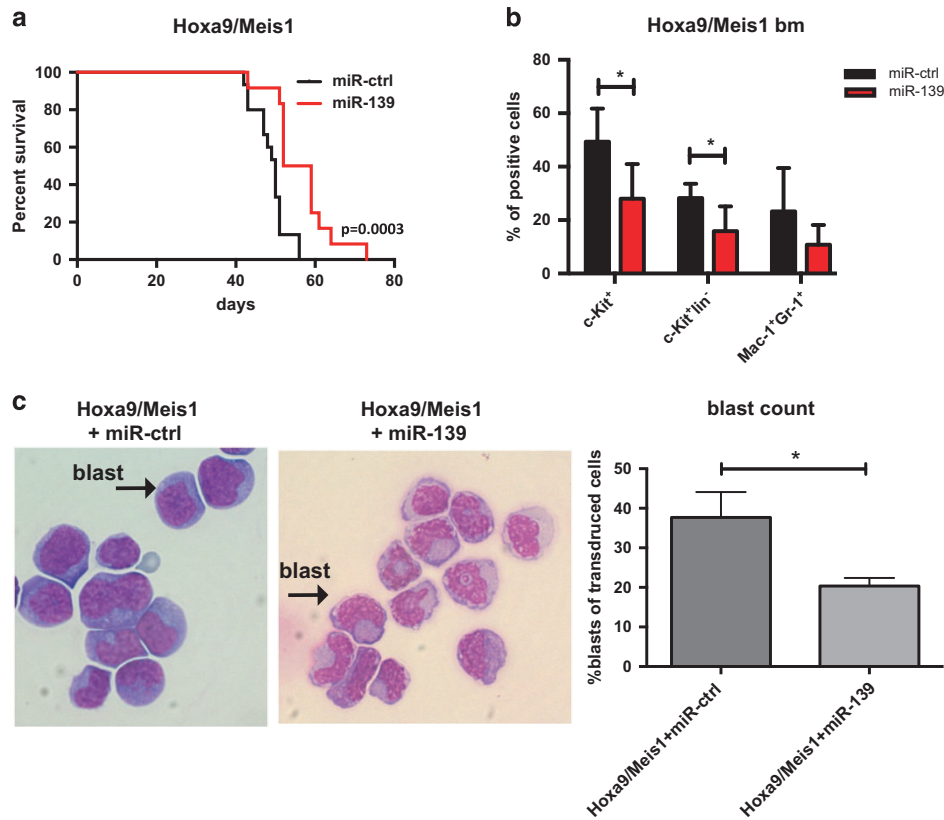 a
Hoxa9/Meis1
Percent survival
100
80
60
40
20
0
0 20 40 60 80
days
miR-ctrl
miR-139
p=0.0003
b
Hoxa9/Meis1 bm
% of positive cells
80
60
40
20
0
*
*
miR-ctrl
miR-139
c-Kit⁺
c-Kit⁺lin⁻
Mac-1⁺Gr-1⁺
c
Hoxa9/Meis1
+ miR-ctrl
blast
Hoxa9/Meis1
+ miR-139
blast
blast count
%blasts of transdruced cells
50
40
30
20
10
0
*
Hoxa9/Meis1+miR-ctrl
Hoxa9/Meis1+miR-139